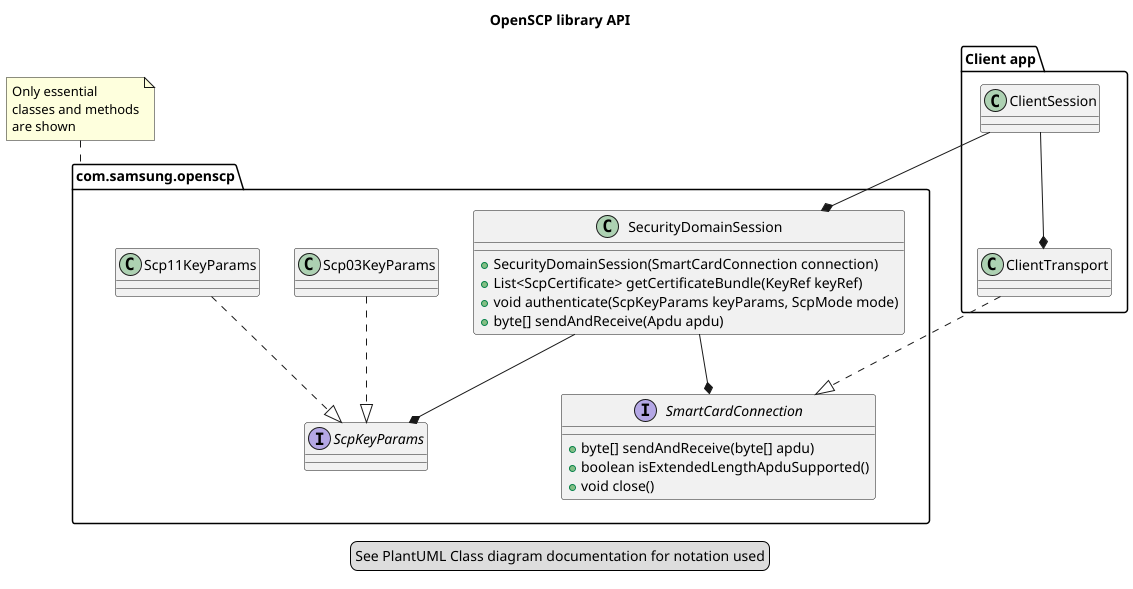 OpenSCP library API
Only essential
classes and methods
are shown
Client app
C ClientSession
com.samsung.openscp
C SecurityDomainSession
SecurityDomainSession(SmartCardConnection connection)
List<ScpCertificate> getCertificateBundle(KeyRef keyRef)
void authenticate(ScpKeyParams keyParams, ScpMode mode)
byte[] sendAndReceive(Apdu apdu)
C Scp11KeyParams
C Scp03KeyParams
C ClientTransport
I ScpKeyParams
I SmartCardConnection
byte[] sendAndReceive(byte[] apdu)
boolean isExtendedLengthApduSupported()
void close()
See PlantUML Class diagram documentation for notation used